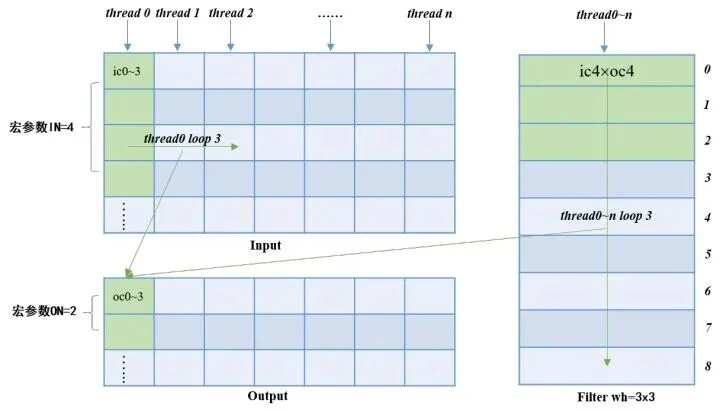 thread 0 thread 1 thread 2 …… thread n
thread0~n
ic0~3
ic4×oc4
0
1
宏参数IN=4
thread0 loop 3
2
3
thread0~n loop 3
4
Input
5
oc0~3
宏参数ON=2
6
7
8
Output
Filter wh=3x3